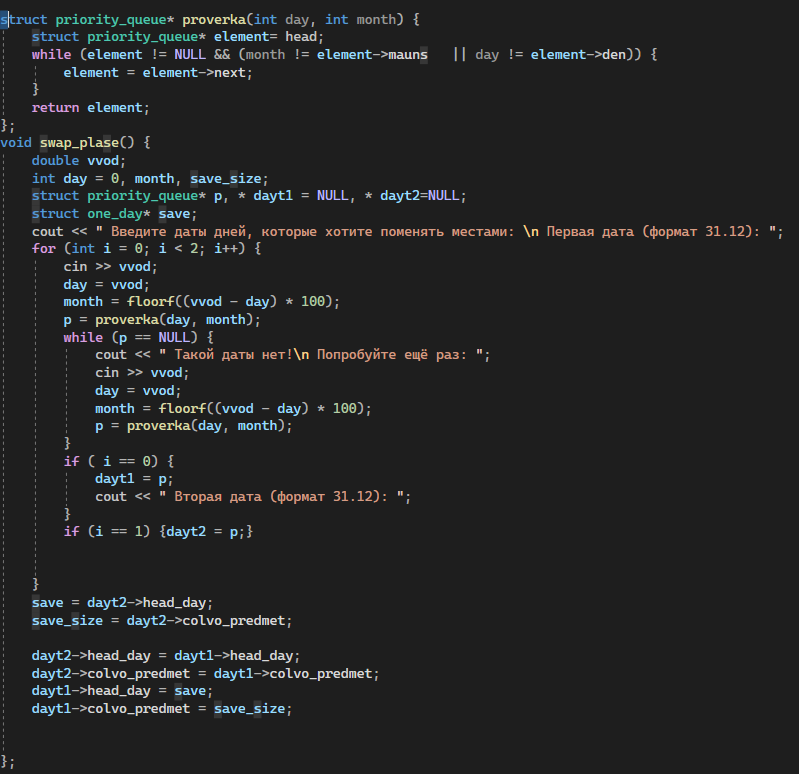 struct priority_queue* proverka(int day, int month) {
    struct priority_queue* element= head;
    while (element != NULL && (month != element->mauns   || day != element->den)) {
        element = element->next;
    }
    return element;
};
void swap_plase() {
    double vvod;
    int day = 0, month, save_size;
    struct priority_queue* p, * dayt1 = NULL, * dayt2=NULL;
    struct one_day* save;
    cout << " Введите даты дней, которые хотите поменять местами: \n Первая дата (формат 31.12): ";
    for (int i = 0; i < 2; i++) {
        cin >> vvod;
        day = vvod;
        month = floorf((vvod - day) * 100);
        p = proverka(day, month);
        while (p == NULL) {
            cout << " Такой даты нет!\n Попробуйте ещё раз: ";
            cin >> vvod;
            day = vvod;
            month = floorf((vvod - day) * 100);
            p = proverka(day, month);
        }
        if ( i == 0) {
            dayt1 = p;
            cout << " Вторая дата (формат 31.12): ";
        }
        if (i == 1) {dayt2 = p;}
    }
    save = dayt2->head_day;
    save_size = dayt2->colvo_predmet;
    dayt2->head_day = dayt1->head_day;
    dayt2->colvo_predmet = dayt1->colvo_predmet;
    dayt1->head_day = save;
    dayt1->colvo_predmet = save_size;
};